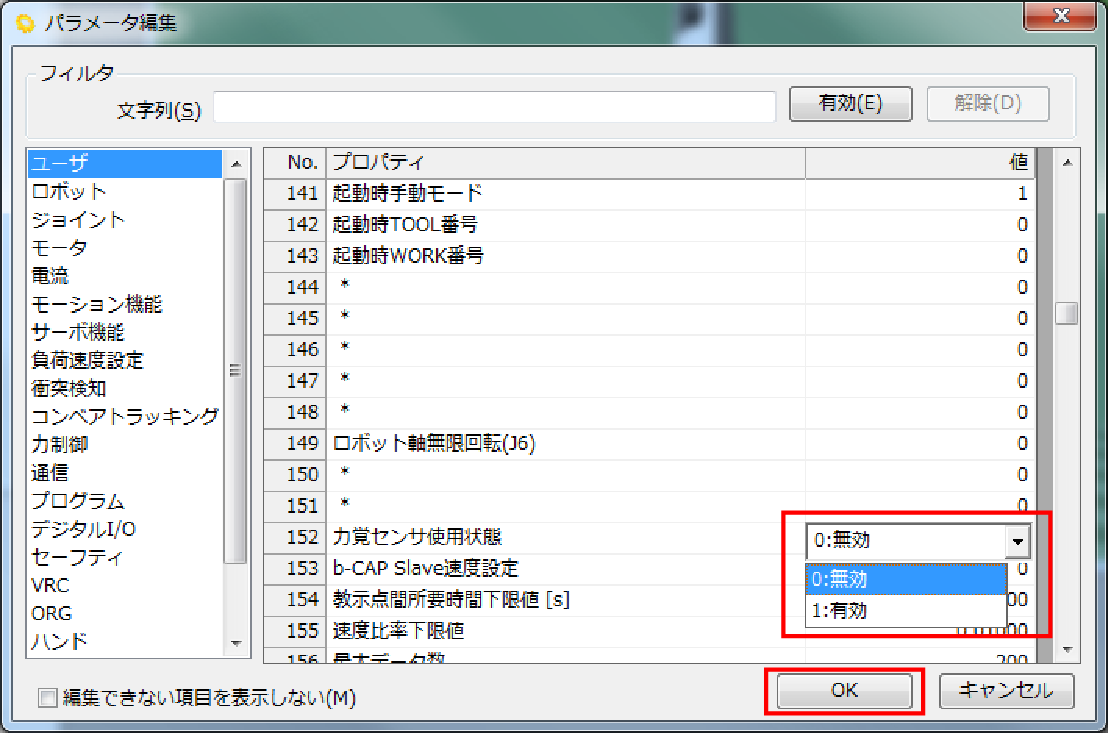 パラメータ編集
フィルタ
文字列(S)
有効(E)
解除(D)
ユーザ
ロボット
ジョイント
モータ
電流
モーション機能
サーボ機能
負荷速度設定
衝突検知
コンベアトラッキング
力制御
通信
プログラム
デジタルI/O
セーフティ
VRC
ORG
ハンド
No. プロパティ 値
141 起動時手動モード 1
142 起動時TOOL番号 0
143 起動時WORK番号 0
144 * 0
145 * 0
146 * 0
147 * 0
148 * 0
149 ロボット軸無限回転(J6) 0
150 * 0
151 * 0
152 力覚センサ使用状態 0:無効
153 b-CAP Slave速度設定 0
0:無効
154 教示点間所要時間下限値 [s] 00
1:有効
155 速度比率下限値
156 最大データ数 200
編集できない項目を表示しない(M)
OK
キャンセル